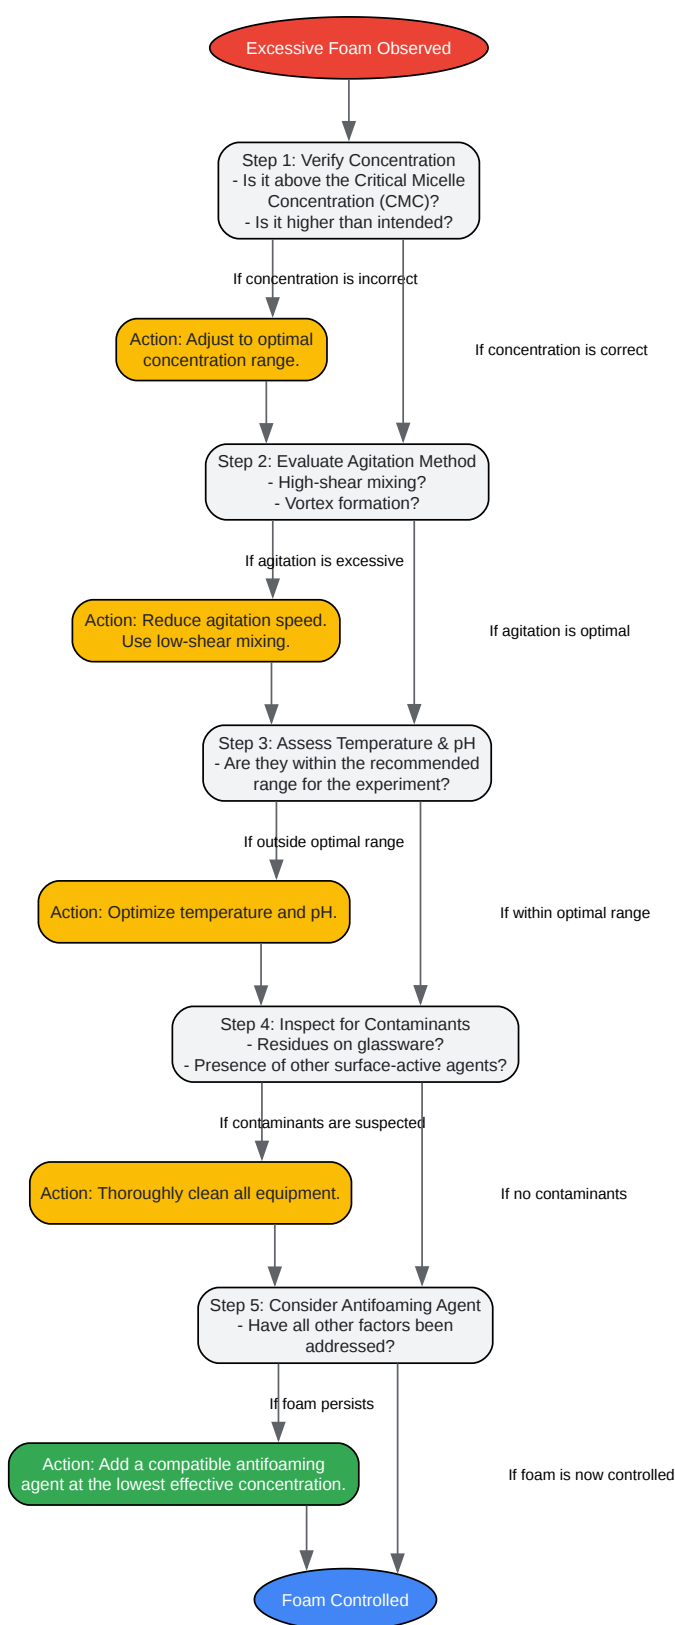 Excessive Foam Observed
Step 1: Verify Concentration
- Is it above the Critical Micelle
Concentration (CMC)?
- Is it higher than intended?
If concentration is incorrect
Action: Adjust to optimal
concentration range.
If concentration is correct
Step 2: Evaluate Agitation Method
- High-shear mixing?
- Vortex formation?
If agitation is excessive
Action: Reduce agitation speed.
Use low-shear mixing.
If agitation is optimal
Step 3: Assess Temperature & pH
- Are they within the recommended
range for the experiment?
If outside optimal range
Action: Optimize temperature and pH.
If within optimal range
Step 4: Inspect for Contaminants
- Residues on glassware?
- Presence of other surface-active agents?
If contaminants are suspected
Action: Thoroughly clean all equipment.
If no contaminants
Step 5: Consider Antifoaming Agent
- Have all other factors been
addressed?
If foam persists
Action: Add a compatible antifoaming
agent at the lowest effective concentration.
If foam is now controlled
Foam Controlled